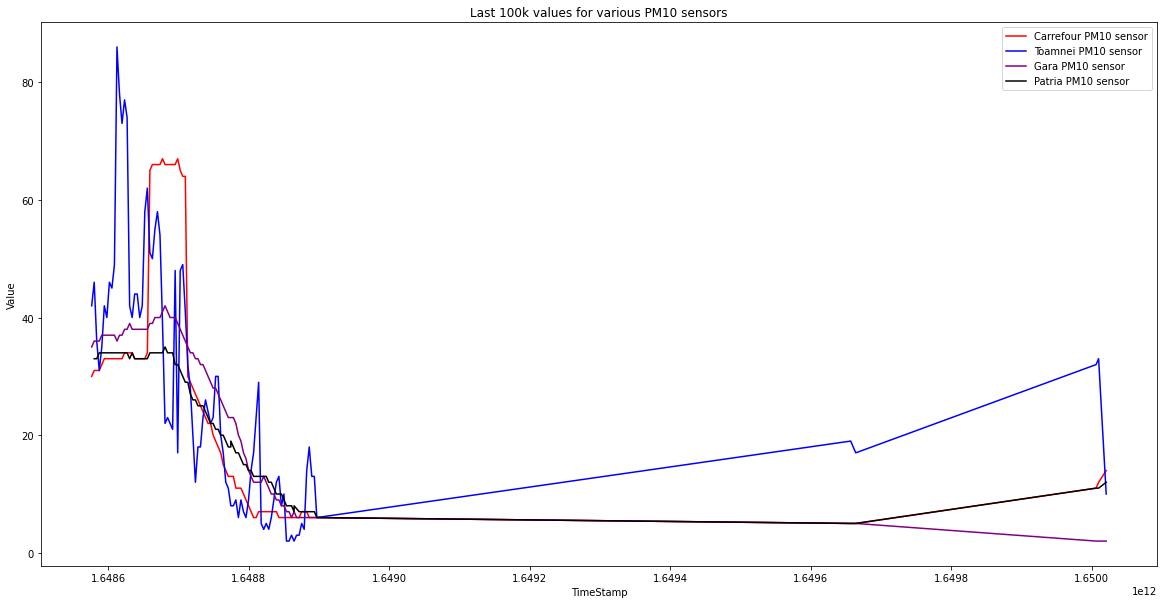 Last 100k values for various PM10 sensors
Carrefour PM10 sensor
Toamnei PM10 sensor
Gara PM10 sensor
Patria PM10 sensor
Value
80
60
40
20
0
1.6486 1.6488 1.6490 1.6492 1.6494 1.6496 1.6498 1.6500
1e12
TimeStamp